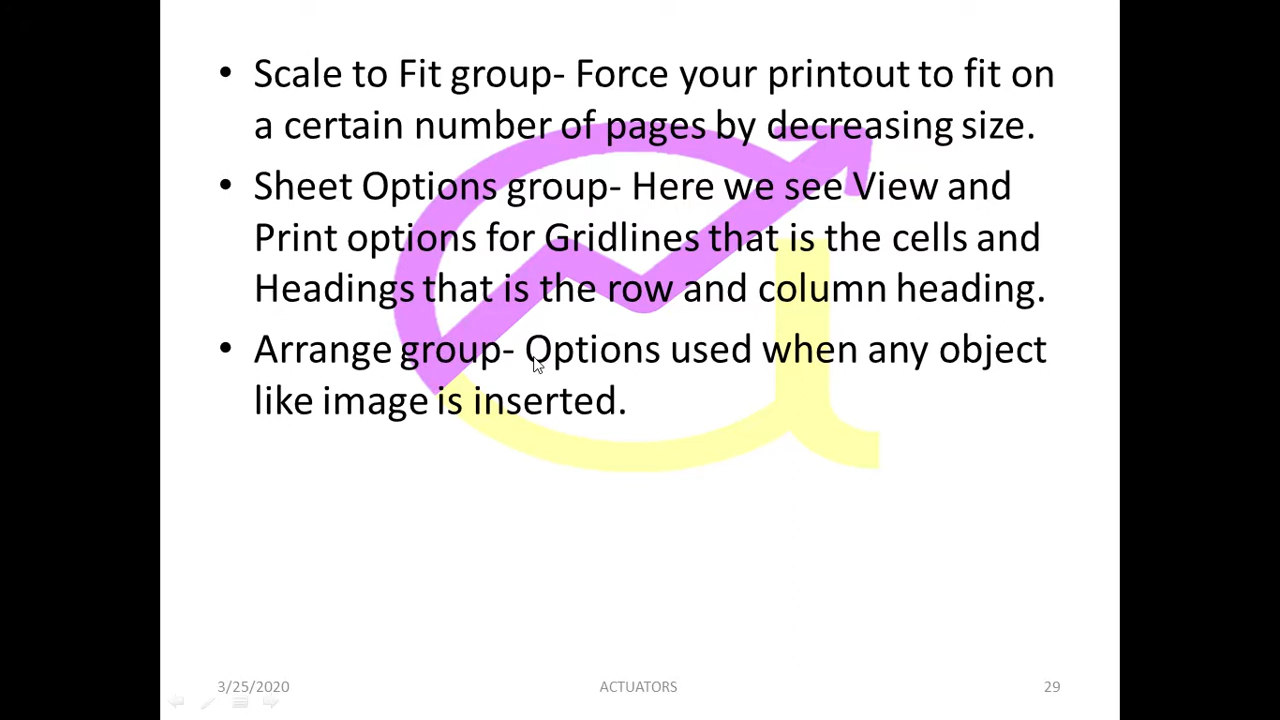 • Scale to Fit group- Force your printout to fit on
a certain number of pages by decreasing size.
• Sheet Options group- Here we see View and
Print options for Gridlines that is the cells and
Headings that is the row and column heading.
• Arrange group- Options used when any object
like image is inserted.
3/25/2020 ACTUATORS 29